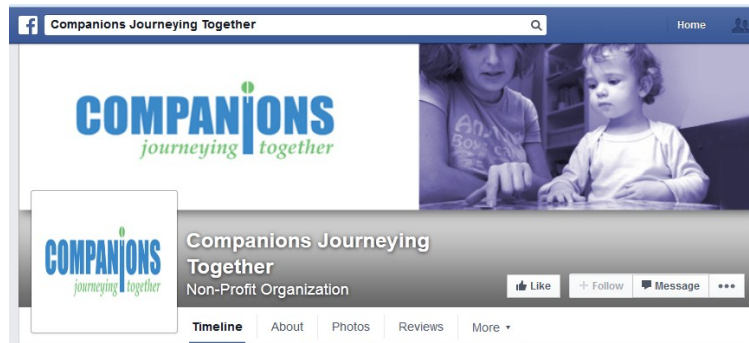 Companions Journeying Together
Home
COMPANIONS
journeying together
COMPANIONS
journeying together
Companions Journeying
Together
Non-Profit Organization
Like
+ Follow
Message
Timeline
About
Photos
Reviews
More